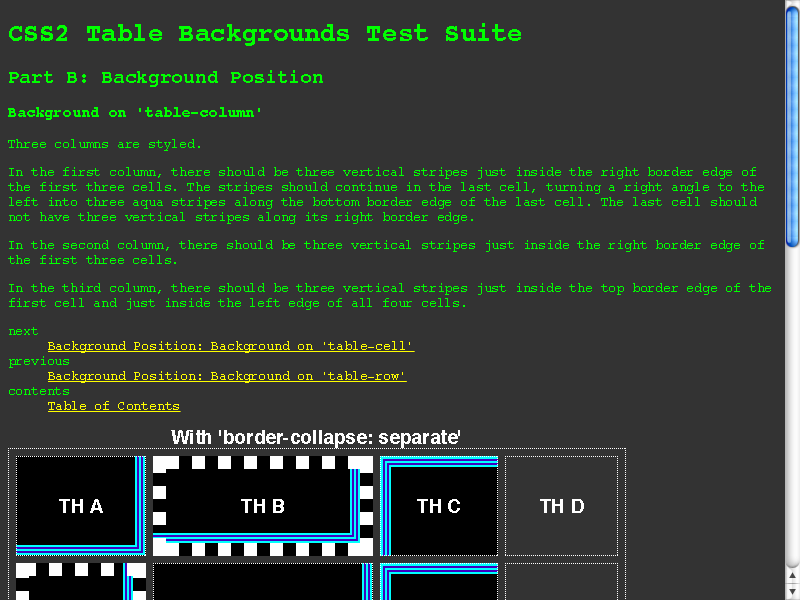 CSS2 Table Backgrounds Test Suite
Part B: Background Position
Background on 'table-column'
Three columns are styled.
In the first column, there should be three vertical stripes just inside the right border edge of
the first three cells. The stripes should continue in the last cell, turning a right angle to the
left into three aqua stripes along the bottom border edge of the last cell. The last cell should
not have three vertical stripes along its right border edge.
In the second column, there should be three vertical stripes just inside the right border edge of
the first three cells.
In the third column, there should be three vertical stripes just inside the top border edge of the
first cell and just inside the left edge of all four cells.
next
Background Position: Background on 'table-cell'
previous
Background Position: Background on 'table-row'
contents
Table of Contents
With 'border-collapse: separate'
TH A TH B TH C TH D